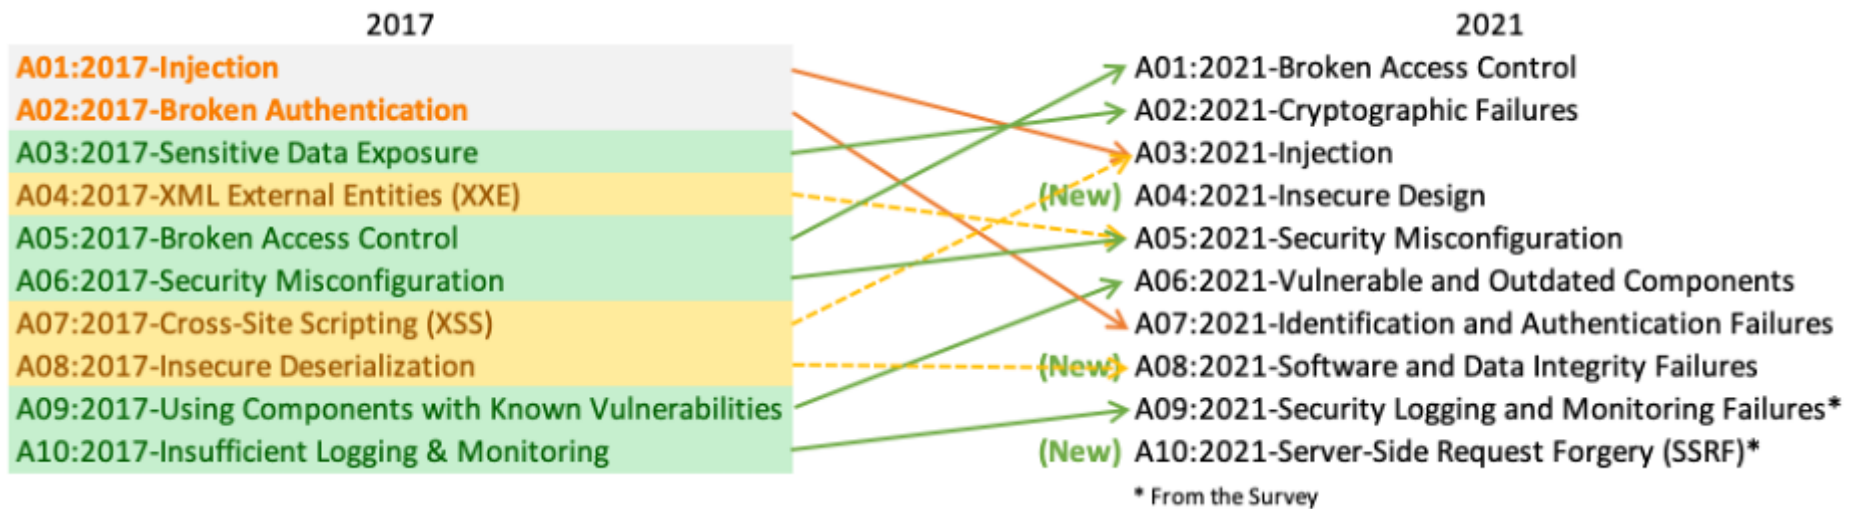 2017
A01:2017-Injection
A02:2017-Broken Authentication
A03:2017-Sensitive Data Exposure
A04:2017-XML External Entities (XXE)
A05:2017-Broken Access Control
A06:2017-Security Misconfiguration
A07:2017-Cross-Site Scripting (XSS)
A08:2017-Insecure Deserialization
A09:2017-Using Components with Known Vulnerabilities
A10:2017-Insufficient Logging & Monitoring
2021
A01:2021-Broken Access Control
A02:2021-Cryptographic Failures
A03:2021-Injection
(New) A04:2021-Insecure Design
A05:2021-Security Misconfiguration
A06:2021-Vulnerable and Outdated Components
A07:2021-Identification and Authentication Failures
(New) A08:2021-Software and Data Integrity Failures
A09:2021-Security Logging and Monitoring Failures*
(New) A10:2021-Server-Side Request Forgery (SSRF)*
* From the Survey